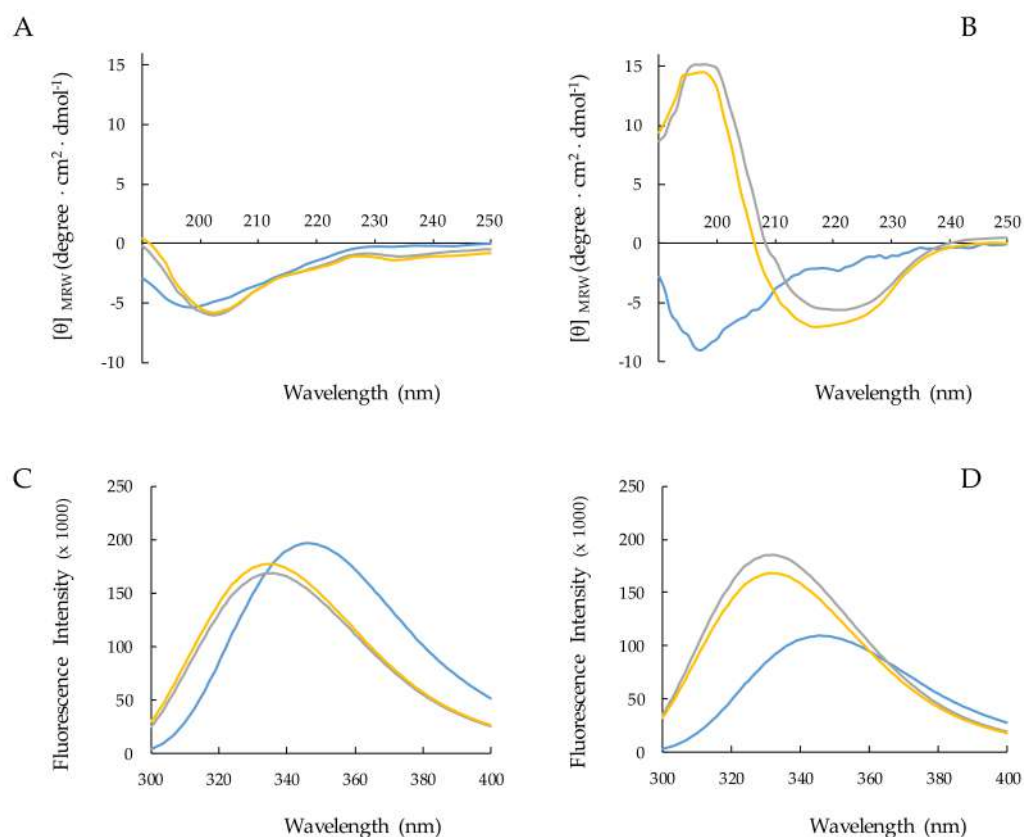 A
B
15
10
5
0
-5
-10
200 210 220 230 240 250
[θ] MRW (degree · cm² · dmol⁻¹)
Wavelength (nm)
15
10
5
0
-5
-10
200 210 220 230 240 250
[θ] MRW (degree · cm² · dmol⁻¹)
Wavelength (nm)
C
D
250
200
150
100
50
0
300 320 340 360 380 400
Fluorescence Intensity (x 1000)
Wavelength (nm)
250
200
150
100
50
0
300 320 340 360 380 400
Fluorescence Intensity (x 1000)
Wavelength (nm)